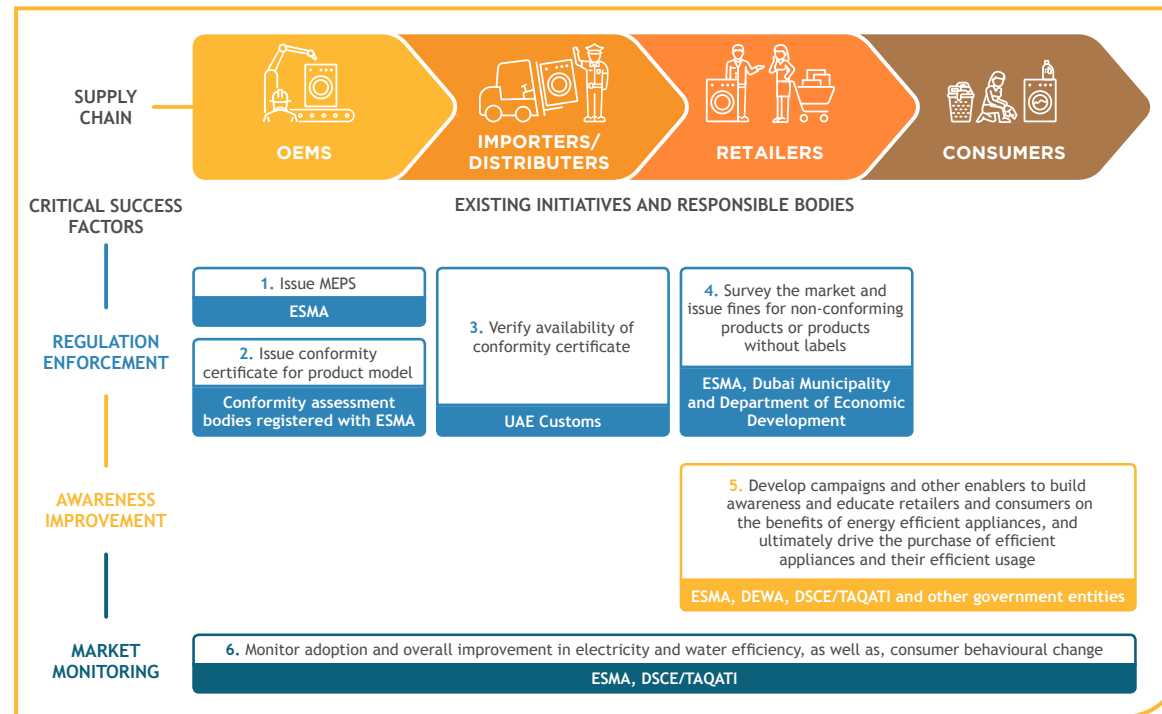 SUPPLY
CHAIN
OEMS
IMPORTERS/
DISTRIBUTERS
RETAILERS
CONSUMERS
CRITICAL SUCCESS
FACTORS
EXISTING INITIATIVES AND RESPONSIBLE BODIES
REGULATION
ENFORCEMENT
1. Issue MEPS
ESMA
2. Issue conformity
certificate for product model
Conformity assessment
bodies registered with ESMA
3. Verify availability of
conformity certificate
UAE Customs
4. Survey the market and
issue fines for non-conforming
products or products
without labels
ESMA, Dubai Municipality
and Department of Economic
Development
AWARENESS
IMPROVEMENT
5. Develop campaigns and other enablers to build
awareness and educate retailers and consumers on
the benefits of energy efficient appliances, and
ultimately drive the purchase of efficient
appliances and their efficient usage
ESMA, DEWA, DSCE/TAQATI and other government entities
MARKET
MONITORING
6. Monitor adoption and overall improvement in electricity and water efficiency, as well as, consumer behavioural change
ESMA, DSCE/TAQATI